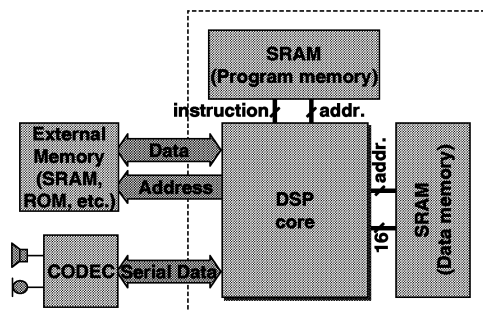 SRAM
(Program memory)
instruction
addr.
External
Memory
(SRAM,
ROM, etc.)
Data
Address
DSP
core
addr.
16
SRAM
(Data memory)
CODEC
Serial Data